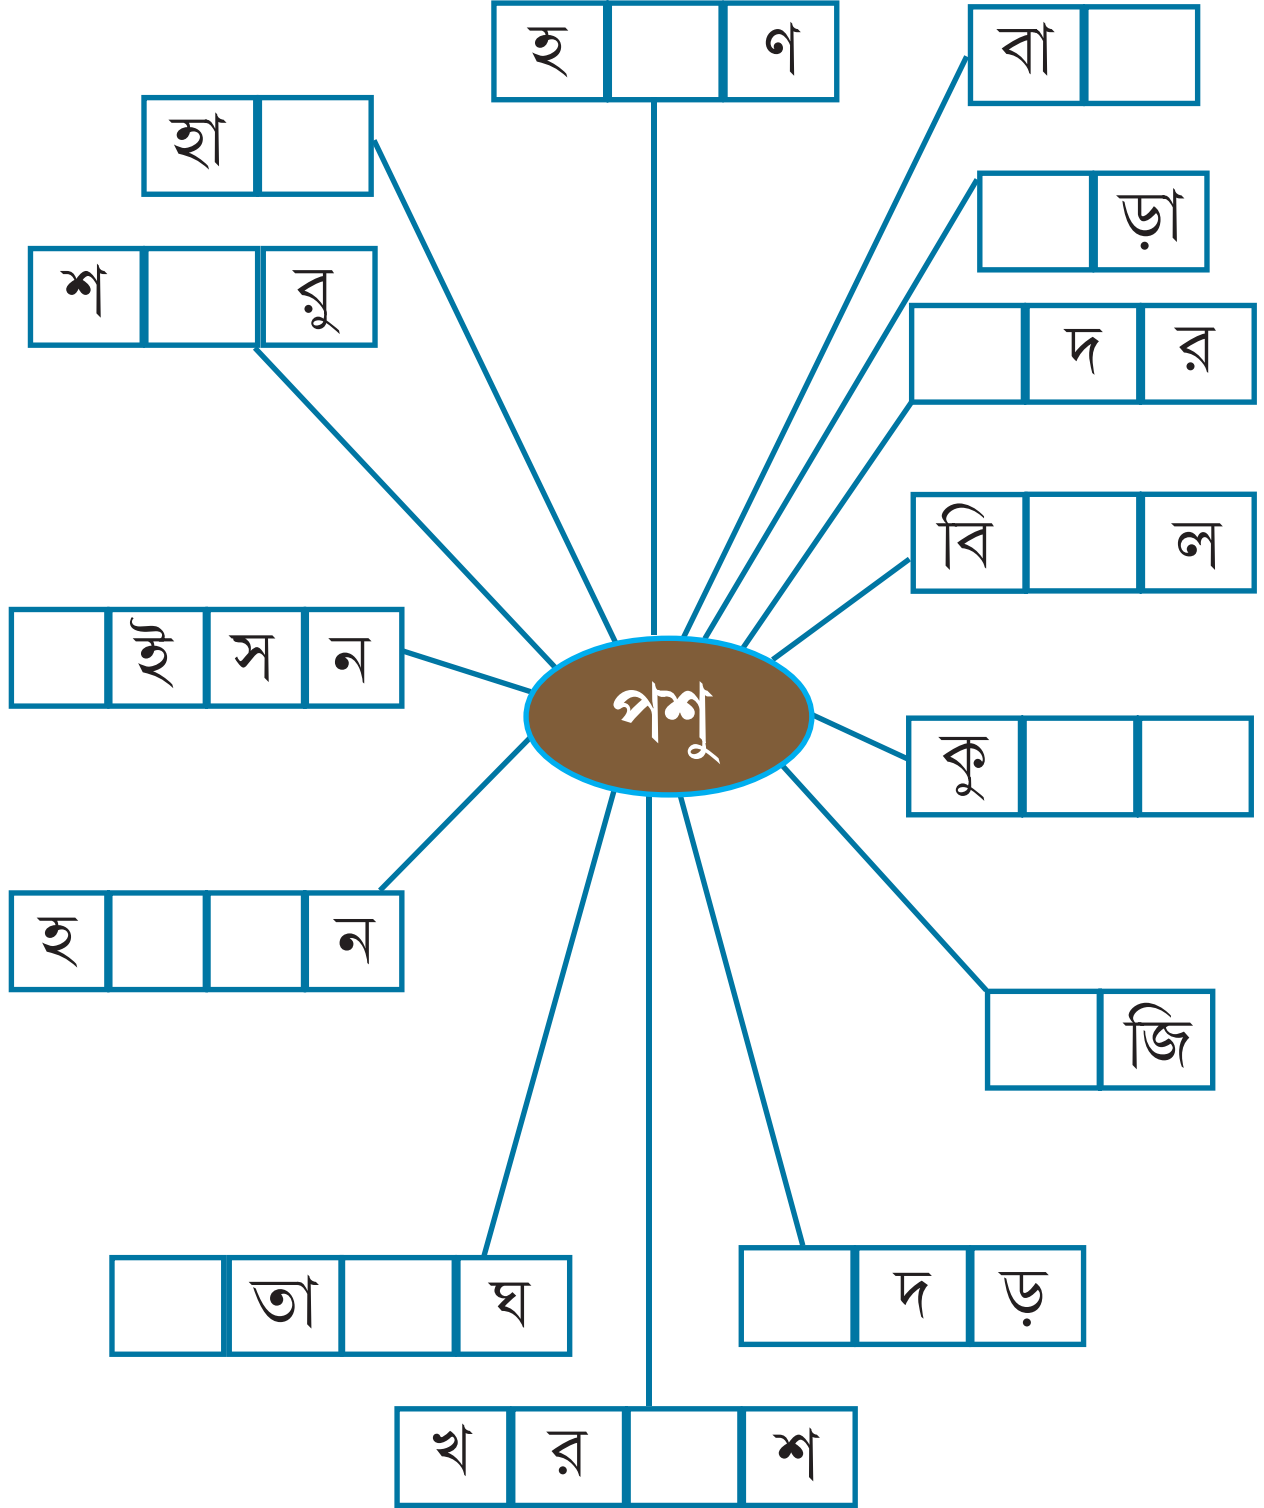 হ ণ
বা
হা
ড়া
শ রু
দ র
বি ল
ই স ন
পশু
কু
হ ন
জি
তা ঘ
দ ড়
খ র শ